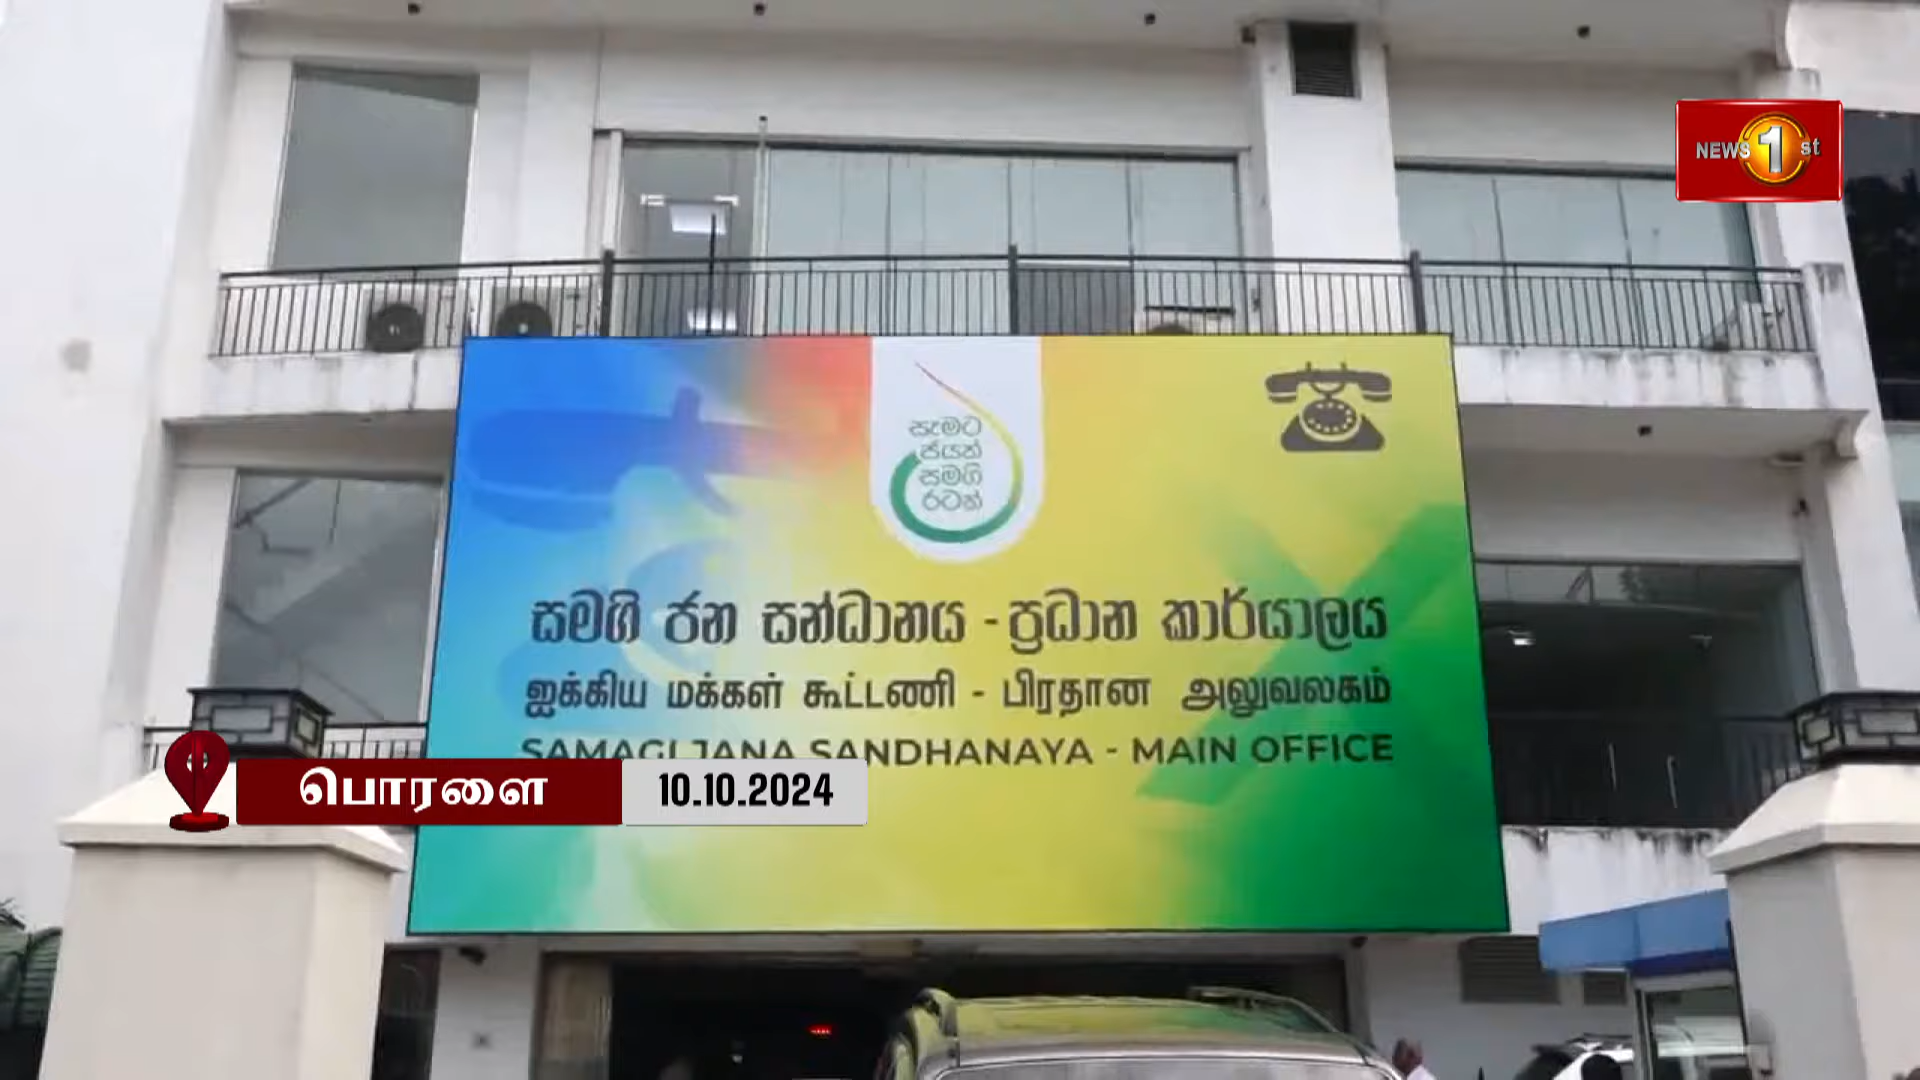 NEWS 1st
සැමට
ජයක්
සමගි
රටක්
සමගි ජන සන්ධානය - ප්‍රධාන කාර්යාලය
ஐக்கிய மக்கள் கூட்டணி - பிரதான அலுவலகம்
SAMAGI JANA SANDHANAYA - MAIN OFFICE
பொரளை 10.10.2024